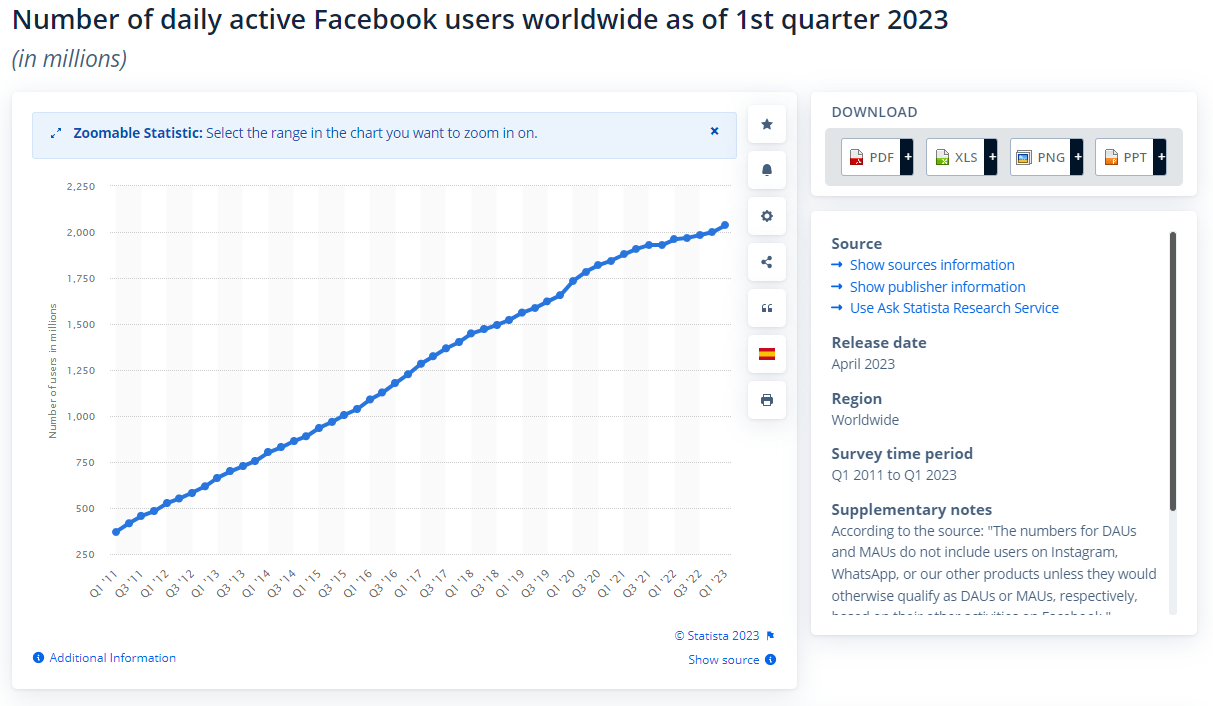 Number of daily active Facebook users worldwide as of 1st quarter 2023
(in millions)
Zoomable Statistic: Select the range in the chart you want to zoom in on.
×
Number of users in millions
2,250
2,000
1,750
1,500
1,250
1,000
750
500
250
Q1 '11
Q3 '11
Q1 '12
Q3 '12
Q1 '13
Q3 '13
Q1 '14
Q3 '14
Q1 '15
Q3 '15
Q1 '16
Q3 '16
Q1 '17
Q3 '17
Q1 '18
Q3 '18
Q1 '19
Q3 '19
Q1 '20
Q3 '20
Q1 '21
Q3 '21
Q1 '22
Q3 '22
Q1 '23
© Statista 2023
Additional Information
Show source
DOWNLOAD
PDF +
XLS +
PNG +
PPT +
Source
Show sources information
Show publisher information
Use Ask Statista Research Service
Release date
April 2023
Region
Worldwide
Survey time period
Q1 2011 to Q1 2023
Supplementary notes
According to the source: "The numbers for DAUs
and MAUs do not include users on Instagram,
WhatsApp, or our other products unless they would
otherwise qualify as DAUs or MAUs, respectively,
based on their other activities on Facebook."